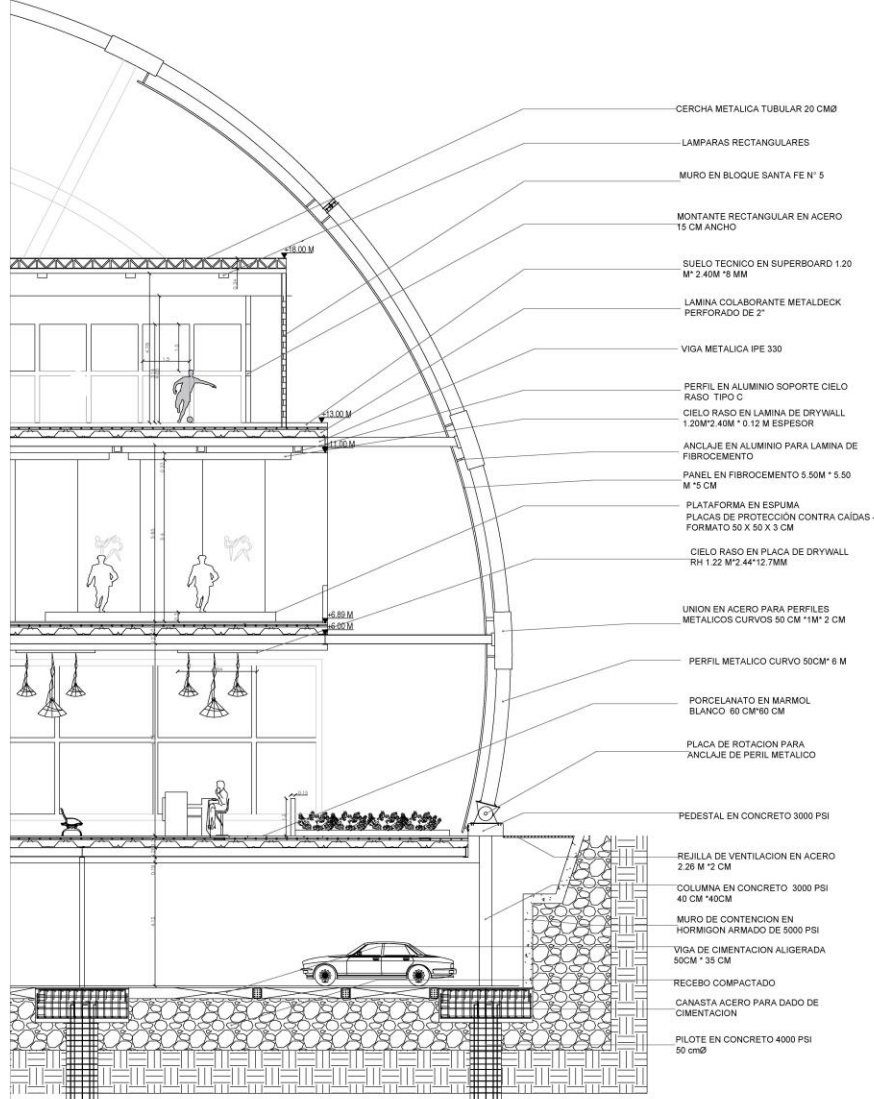 CERCHA METALICA TUBULAR 20 CMØ
LAMPARAS RECTANGULARES
MURO EN BLOQUE SANTA FE N° 5
MONTANTE RECTANGULAR EN ACERO
15 CM ANCHO
+18.00 M
SUELO TECNICO EN SUPERBOARD 1.20
M* 2.40M *8 MM
LAMINA COLABORANTE METALDECK
PERFORADO DE 2"
VIGA METALICA IPE 330
PERFIL EN ALUMINIO SOPORTE CIELO
RASO TIPO C
+13.00 M
CIELO RASO EN LAMINA DE DRYWALL
1.20M*2.40M * 0.12 M ESPESOR
+11.00 M
ANCLAJE EN ALUMINIO PARA LAMINA DE
FIBROCEMENTO
PANEL EN FIBROCEMENTO 5.50M * 5.50
M *5 CM
PLATAFORMA EN ESPUMA
PLACAS DE PROTECCIÓN CONTRA CAÍDAS -
FORMATO 50 X 50 X 3 CM
CIELO RASO EN PLACA DE DRYWALL
RH 1.22 M*2.44*12.7MM
+6.89 M
+6.00 M
UNION EN ACERO PARA PERFILES
METALICOS CURVOS 50 CM *1M* 2 CM
PERFIL METALICO CURVO 50CM* 6 M
PORCELANATO EN MARMOL
BLANCO 60 CM*60 CM
PLACA DE ROTACION PARA
ANCLAJE DE PERIL METALICO
PEDESTAL EN CONCRETO 3000 PSI
REJILLA DE VENTILACION EN ACERO
2.26 M *2 CM
COLUMNA EN CONCRETO 3000 PSI
40 CM *40CM
MURO DE CONTENCION EN
HORMIGON ARMADO DE 5000 PSI
VIGA DE CIMENTACION ALIGERADA
50CM * 35 CM
RECEBO COMPACTADO
CANASTA ACERO PARA DADO DE
CIMENTACION
PILOTE EN CONCRETO 4000 PSI
50 cmØ